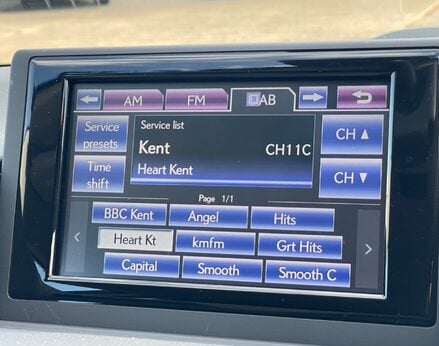 AM FM DAB
Service presets
Service list
Kent CH11C
Heart Kent
CH ▲
Time shift
CH ▼
Page 1/1
BBC Kent Angel Hits
Heart Kt kmfm Grt Hits
Capital Smooth Smooth C